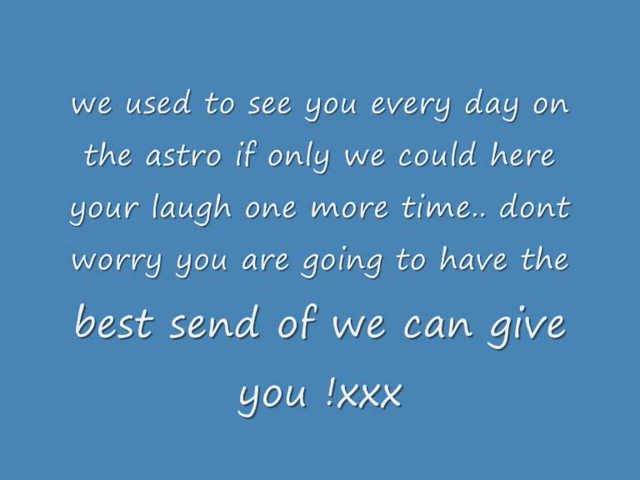 we used to see you every day on
the astro if only we could here
your laugh one more time.. dont
worry you are going to have the
best send of we can give
you !xxx